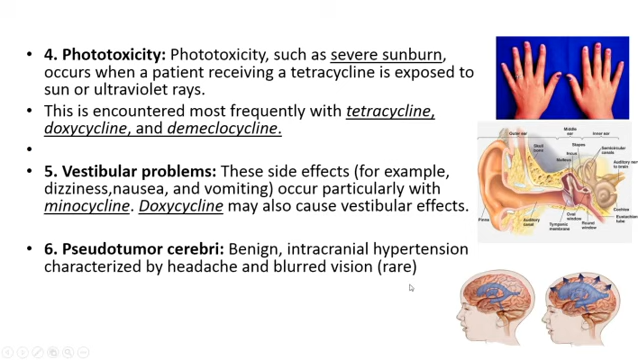 • 4. Phototoxicity: Phototoxicity, such as severe sunburn,
occurs when a patient receiving a tetracycline is exposed to
sun or ultraviolet rays.
• This is encountered most frequently with tetracycline,
doxycycline, and demeclocycline.
•
• 5. Vestibular problems: These side effects (for example,
dizziness,nausea, and vomiting) occur particularly with
minocycline. Doxycycline may also cause vestibular effects.
• 6. Pseudotumor cerebri: Benign, intracranial hypertension
characterized by headache and blurred vision (rare)
Outer ear
Middle
ear
Inner ear
Skull
bone
Stapes
Incus
Malleus
Semicircular
canals
Auditory nerve
to brain
Pinna
Auditory
canal
Tympanic
membrane
Oval
window
Round
window
Cochlea
Eustachian
tube